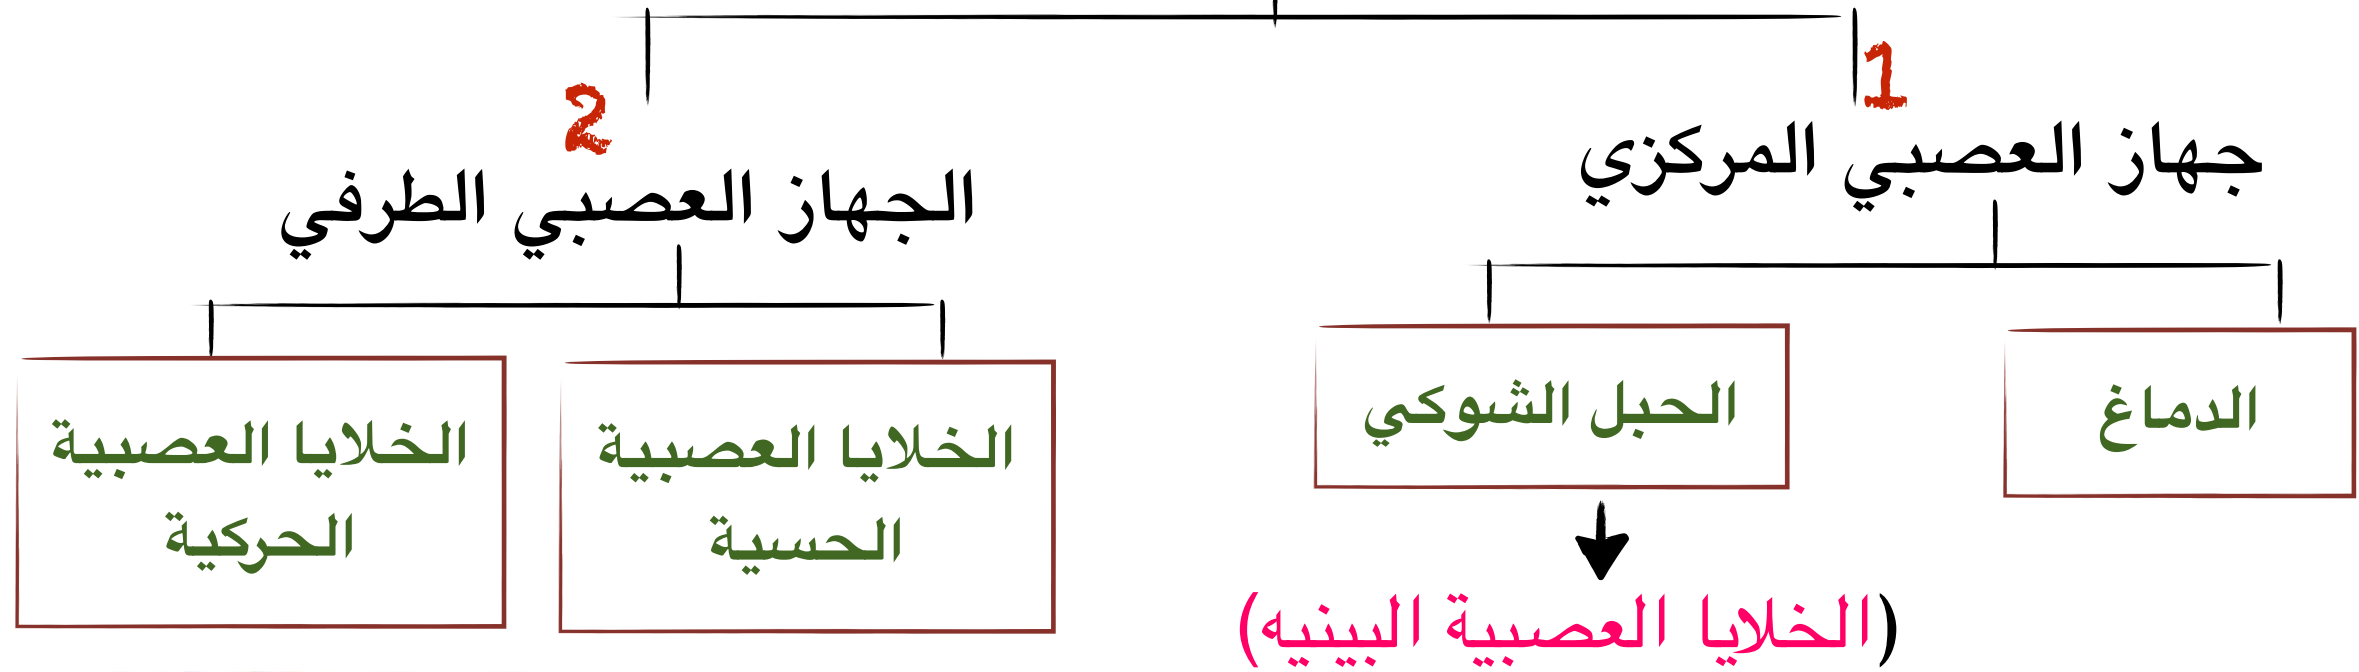 1
جهاز العصبي المركزي
2
الجهاز العصبي الطرفي
الدماغ
الحبل الشوكي
(الخلايا العصبية البينيه)
الخلايا العصبية
الحسية
الخلايا العصبية
الحركية